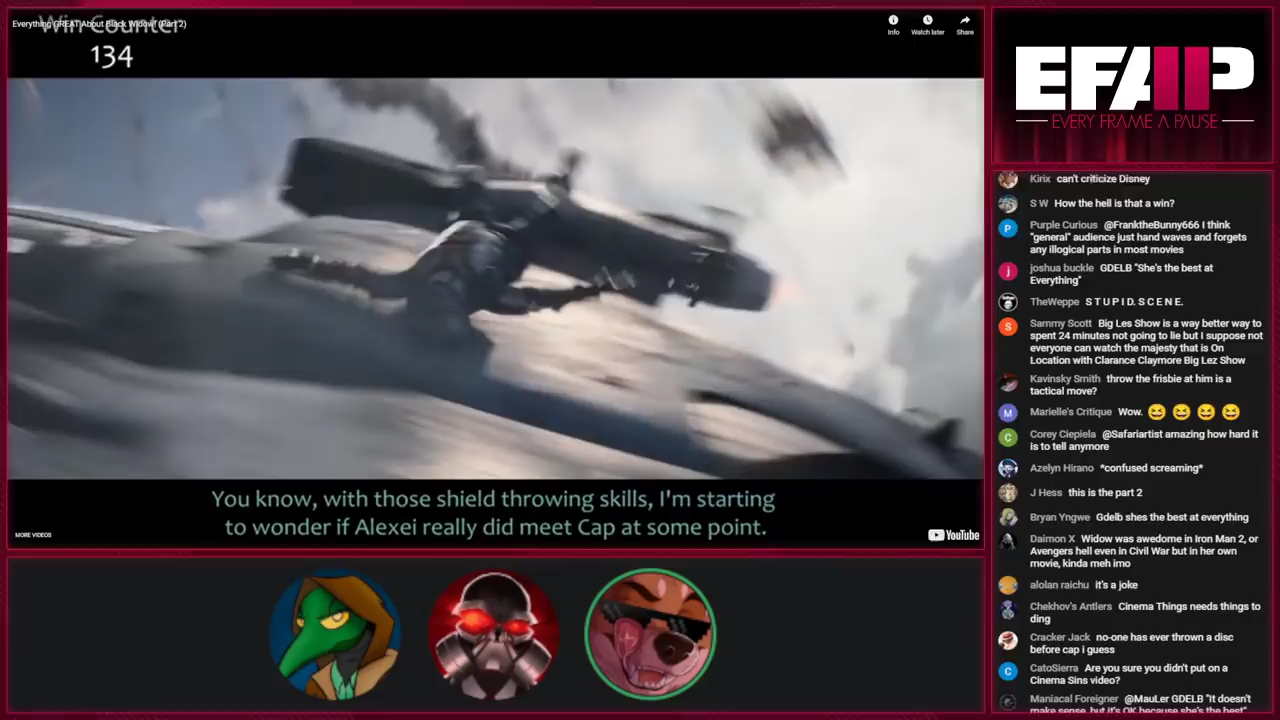 Everything GREAT About Black Widow! (Part 2)
Win Counter
134
Info
Watch later
Share
You know, with those shield throwing skills, I'm starting
to wonder if Alexei really did meet Cap at some point.
MORE VIDEOS
YouTube
EFAP
EVERY FRAME A PAUSE
Kirix can't criticize Disney
S W How the hell is that a win?
Purple Curious @FranktheBunny666 I think
"general" audience just hand waves and forgets
any illogical parts in most movies
joshua buckle GDELB "She's the best at
Everything"
TheWeppe S T U P I D. S C E N E.
Sammy Scott Big Les Show is a way better way to
spent 24 minutes not going to lie but I suppose not
everyone can watch the majesty that is On
Location with Clarance Claymore Big Lez Show
Kavinsky Smith throw the frisbie at him is a
tactical move?
Marielle's Critique Wow. 😆 😆 😆 😆
Corey Ciepiela @Safariartist amazing how hard it
is to tell anymore
Azelyn Hirano *confused screaming*
J Hess this is the part 2
Bryan Yngwe Gdelb shes the best at everything
Daimon X Widow was awedome in Iron Man 2, or
Avengers hell even in Civil War but in her own
movie, kinda meh imo
alolan raichu it's a joke
Chekhov's Antlers Cinema Things needs things to
ding
Cracker Jack no-one has ever thrown a disc
before cap i guess
CatoSierra Are you sure you didn't put on a
Cinema Sins video?
Maniacal Foreigner @MauLer GDELB "It doesn't
make sense, but it's OK because she's the best"